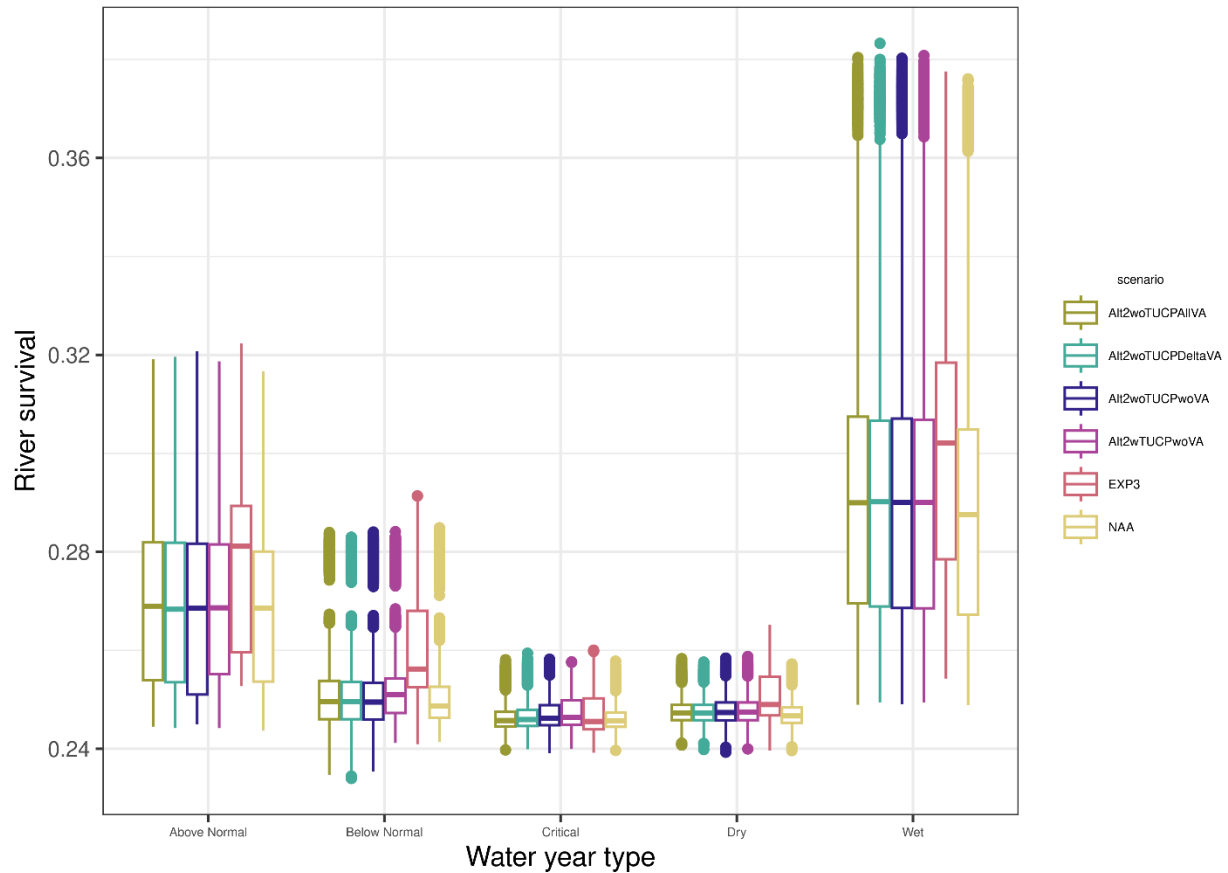 River survival
0.36
0.32
0.28
0.24
Above Normal
Below Normal
Critical
Dry
Wet
Water year type
scenario
Alt2woTUCPAllVA
Alt2woTUCPDeltaVA
Alt2woTUCPwoVA
Alt2wTUCPwoVA
EXP3
NAA